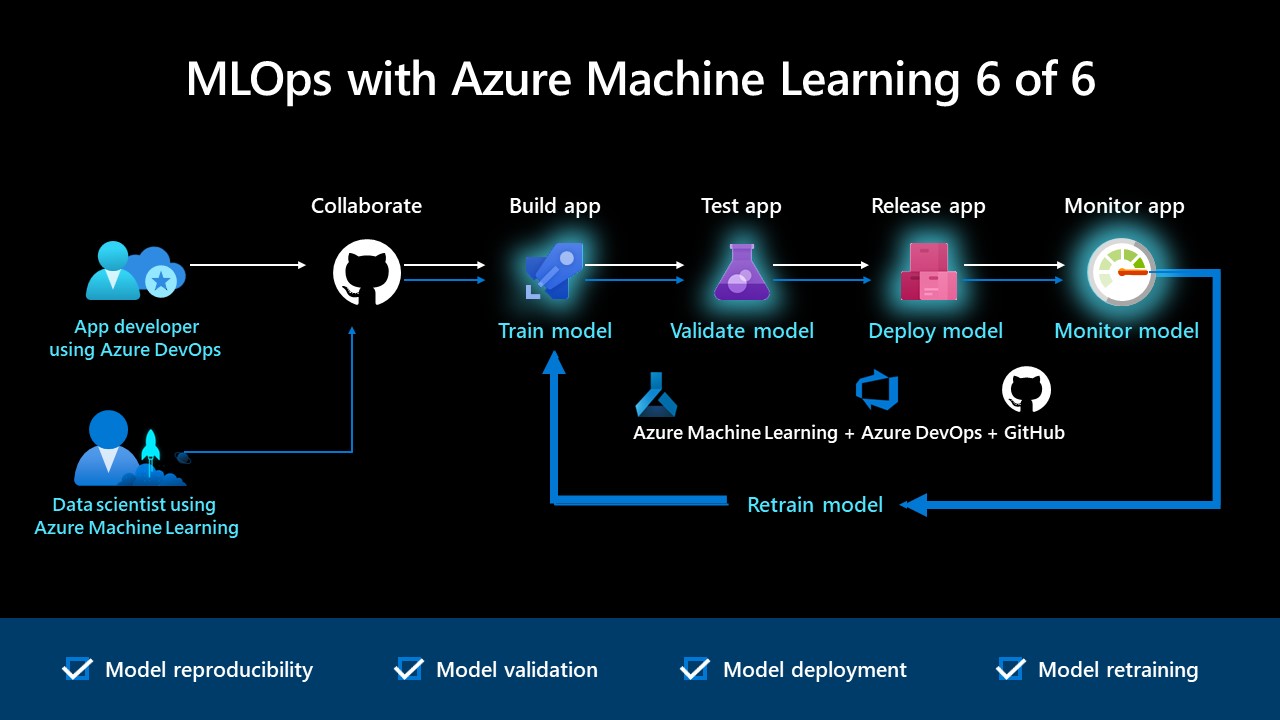 MLOps with Azure Machine Learning 6 of 6
Collaborate
Build app
Test app
Release app
Monitor app
App developer
using Azure DevOps
Train model
Validate model
Deploy model
Monitor model
Azure Machine Learning + Azure DevOps + GitHub
Data scientist using
Azure Machine Learning
Retrain model
Model reproducibility
Model validation
Model deployment
Model retraining